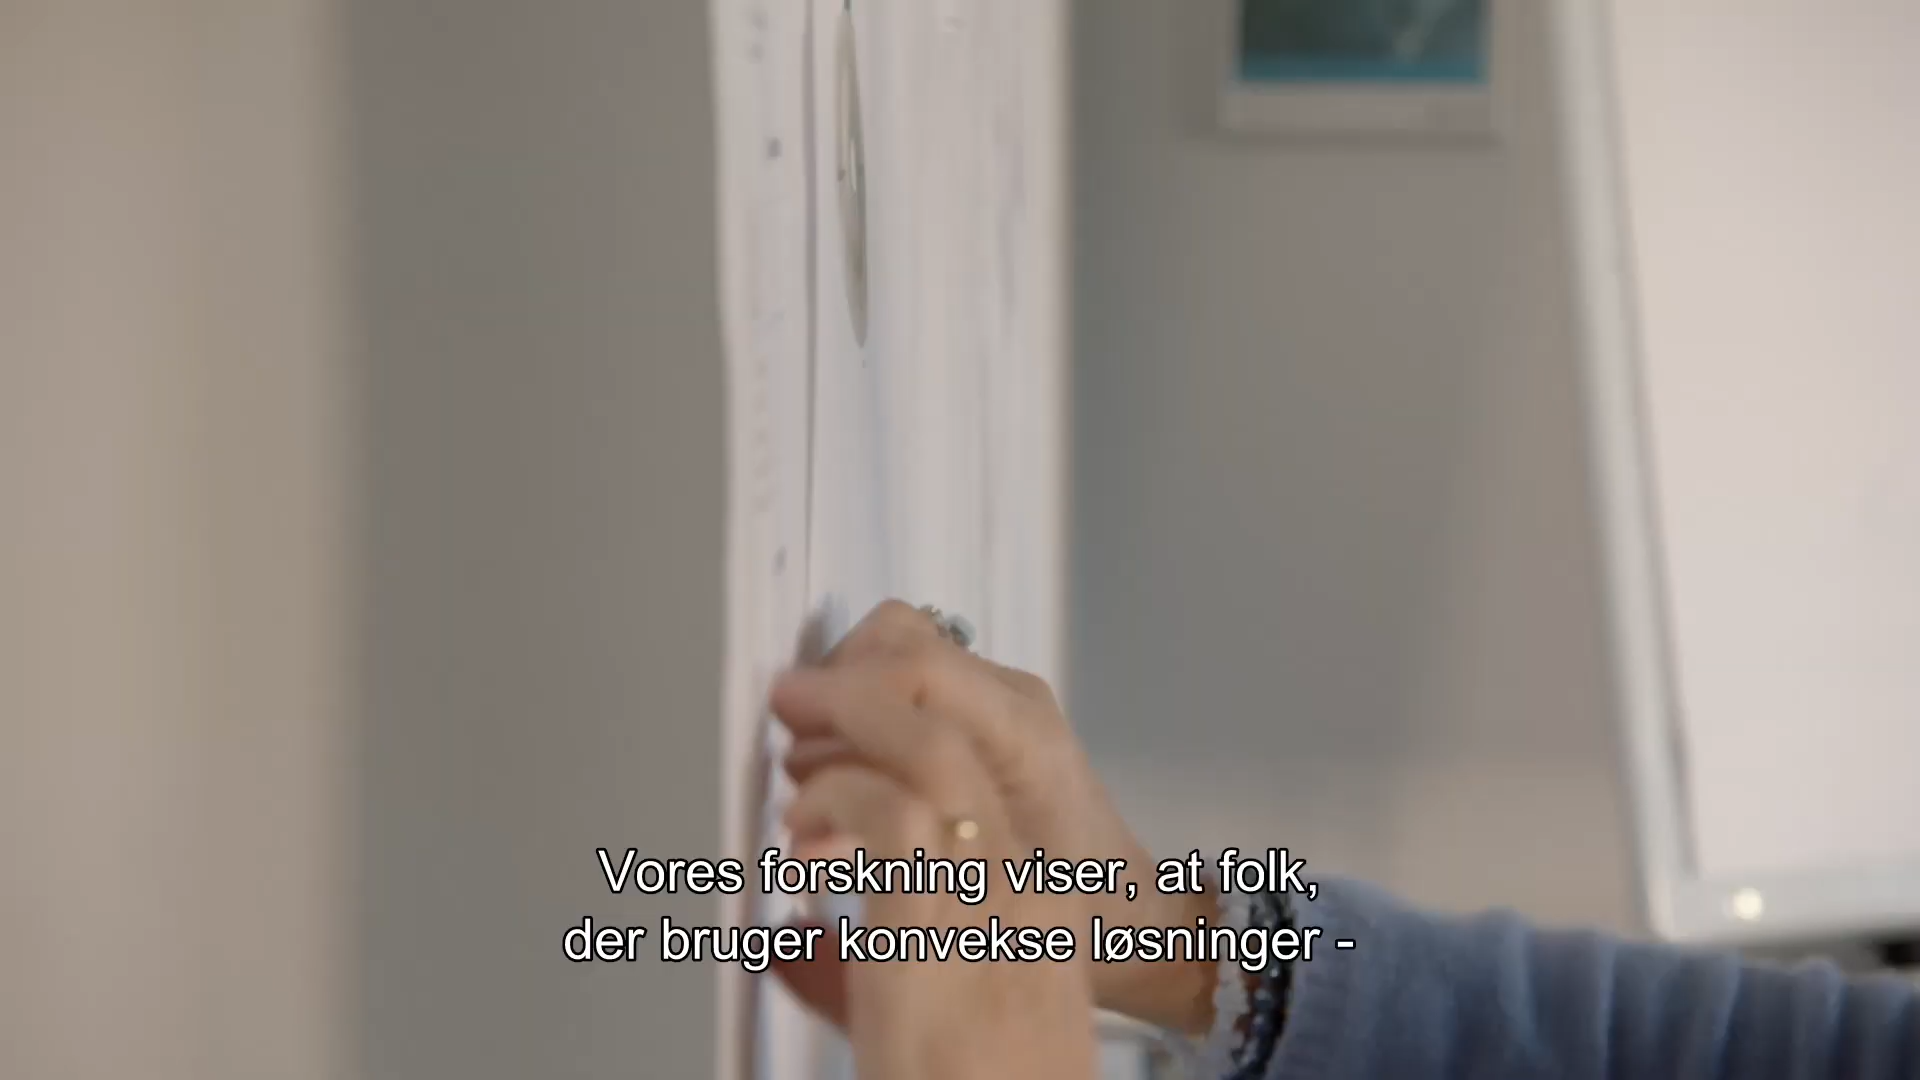 Vores forskning viser, at folk,
der bruger konvekse løsninger -